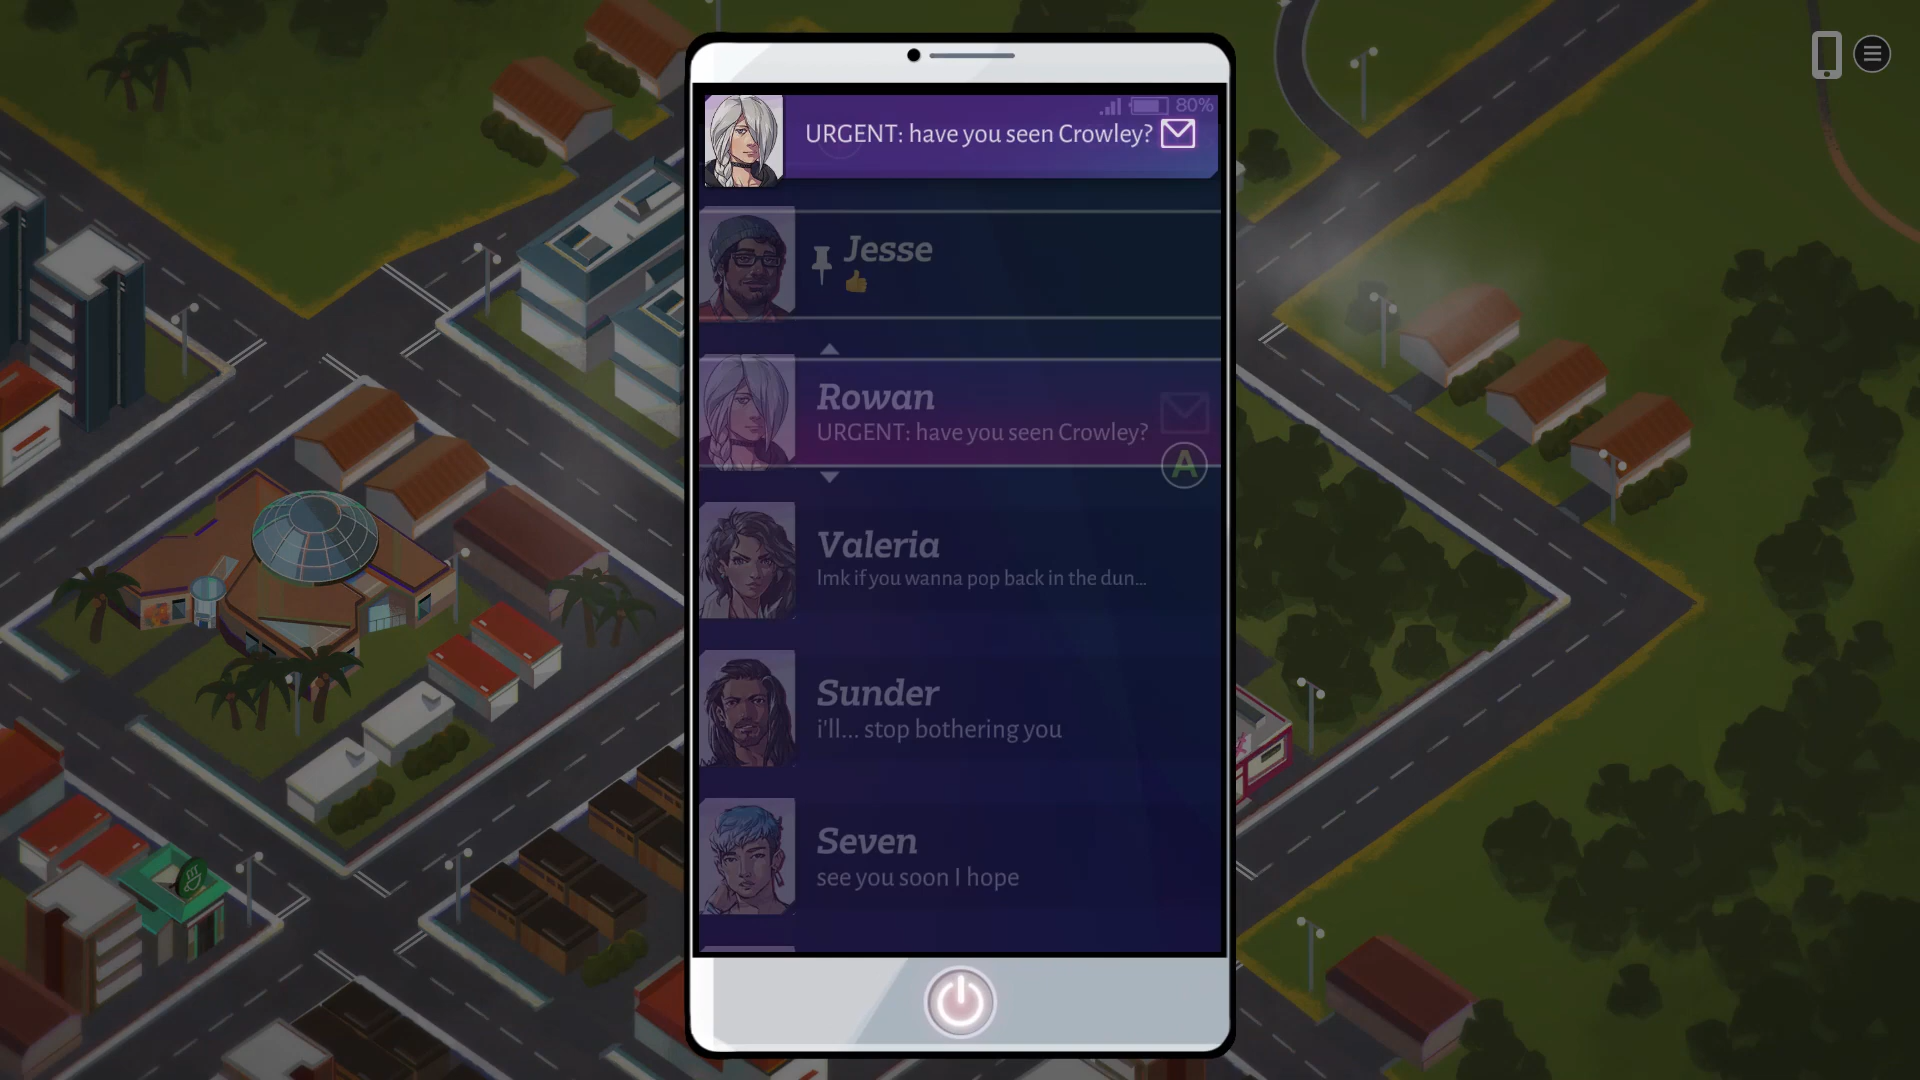 80%
URGENT: have you seen Crowley?
Jesse
👍
Rowan
URGENT: have you seen Crowley?
A
Valeria
lmk if you wanna pop back in the dun...
Sunder
i'll... stop bothering you
Seven
see you soon I hope